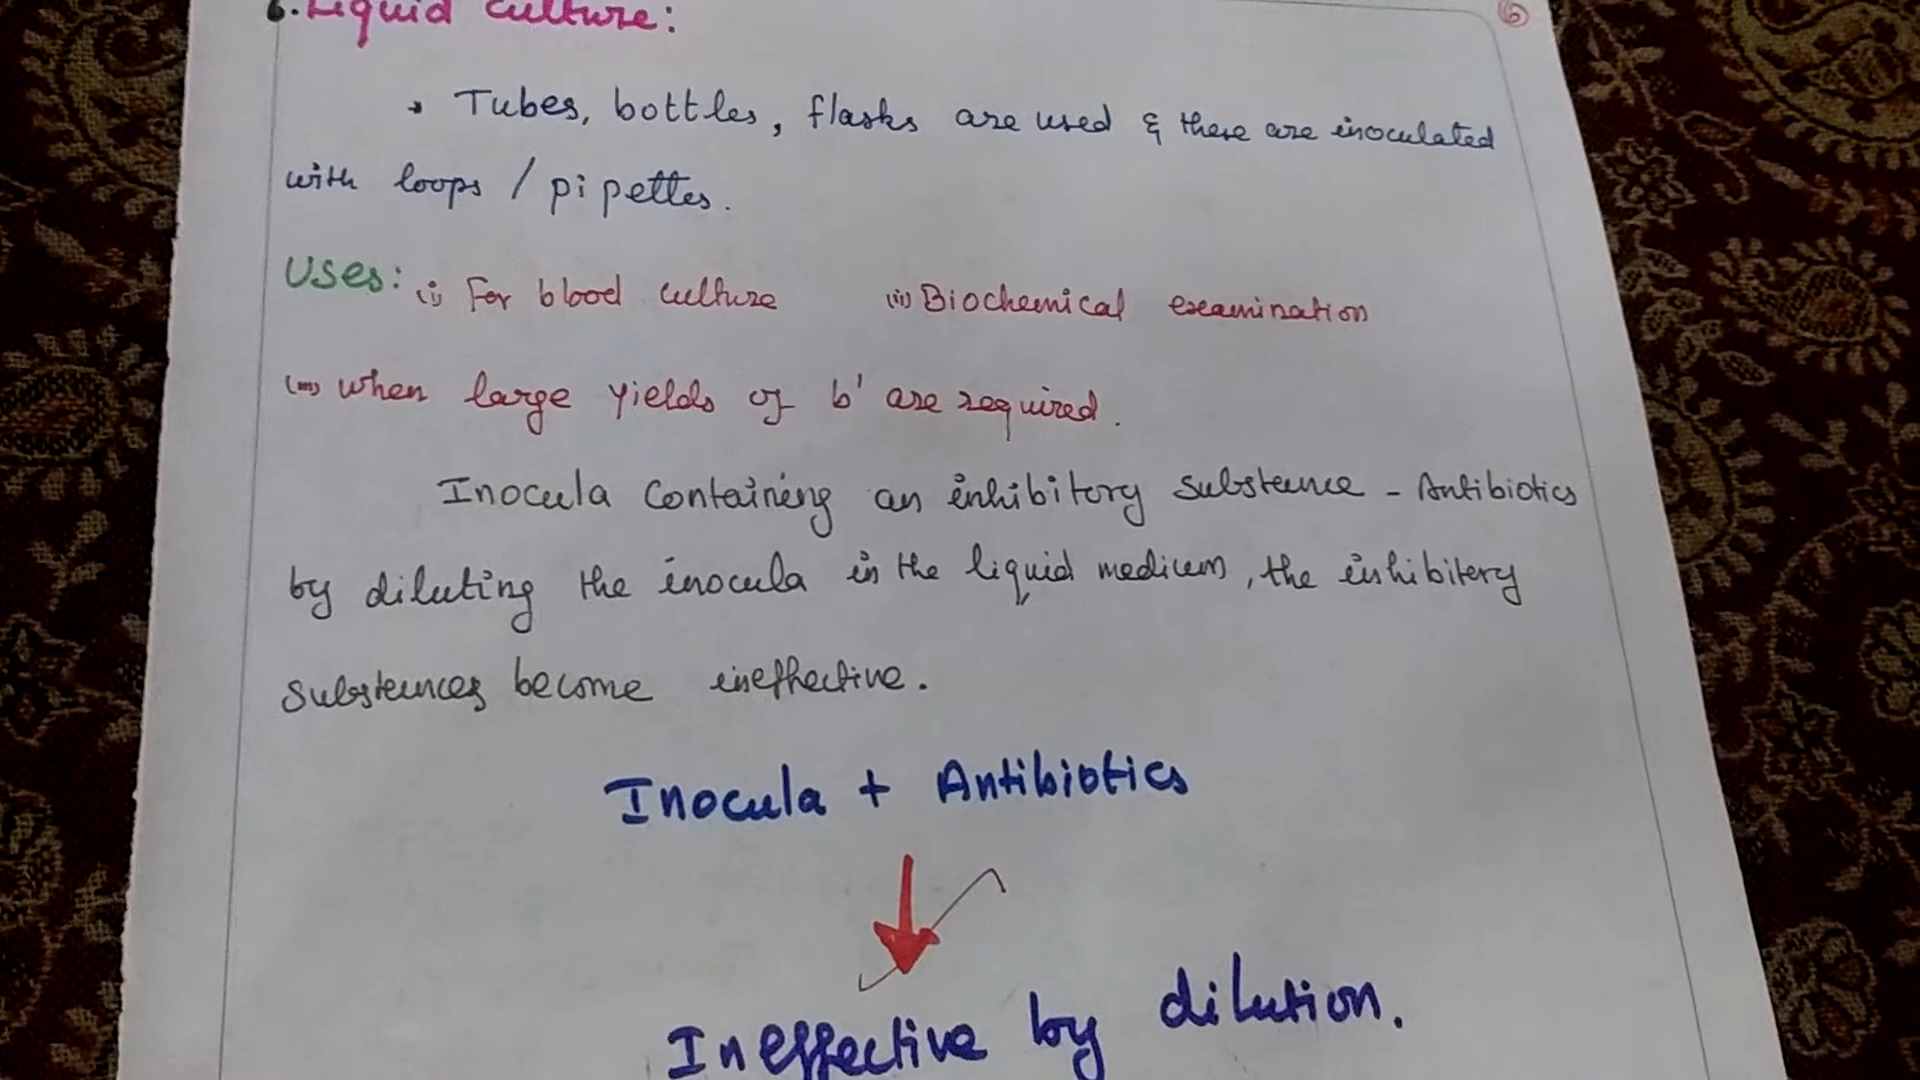 6. Liquid culture:
6
→ Tubes, bottles, flasks are used & these are inoculated
with loops / pipettes.
Uses: (i) For blood culture (ii) Biochemical examination
(iii) when large yields of b' are required.
Inocula containing an inhibitory substance - Antibiotics
by diluting the inocula in the liquid medium, the inhibitory
substances become ineffective.
Inocula + Antibiotics
Ineffective by dilution.